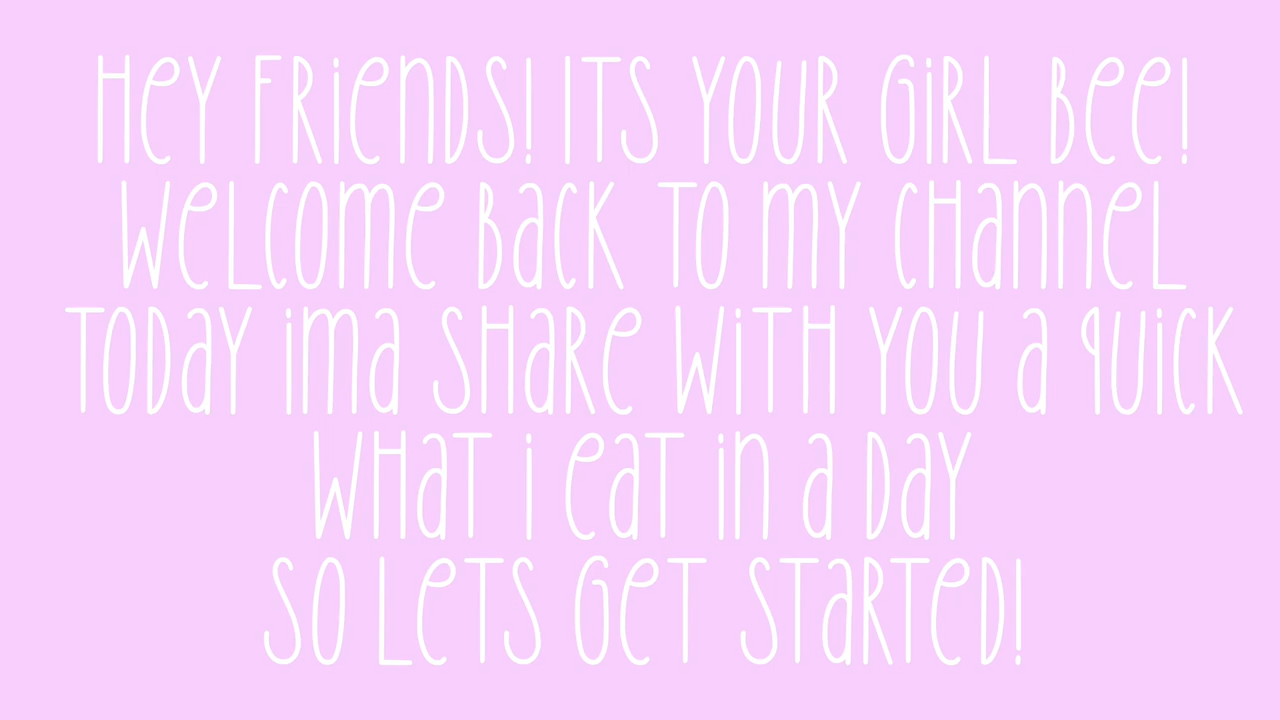 Hey Friends! Its your girl Bee!
Welcome back to my channel
Today ima share with you a quick
what i eat in a day
so lets get started!